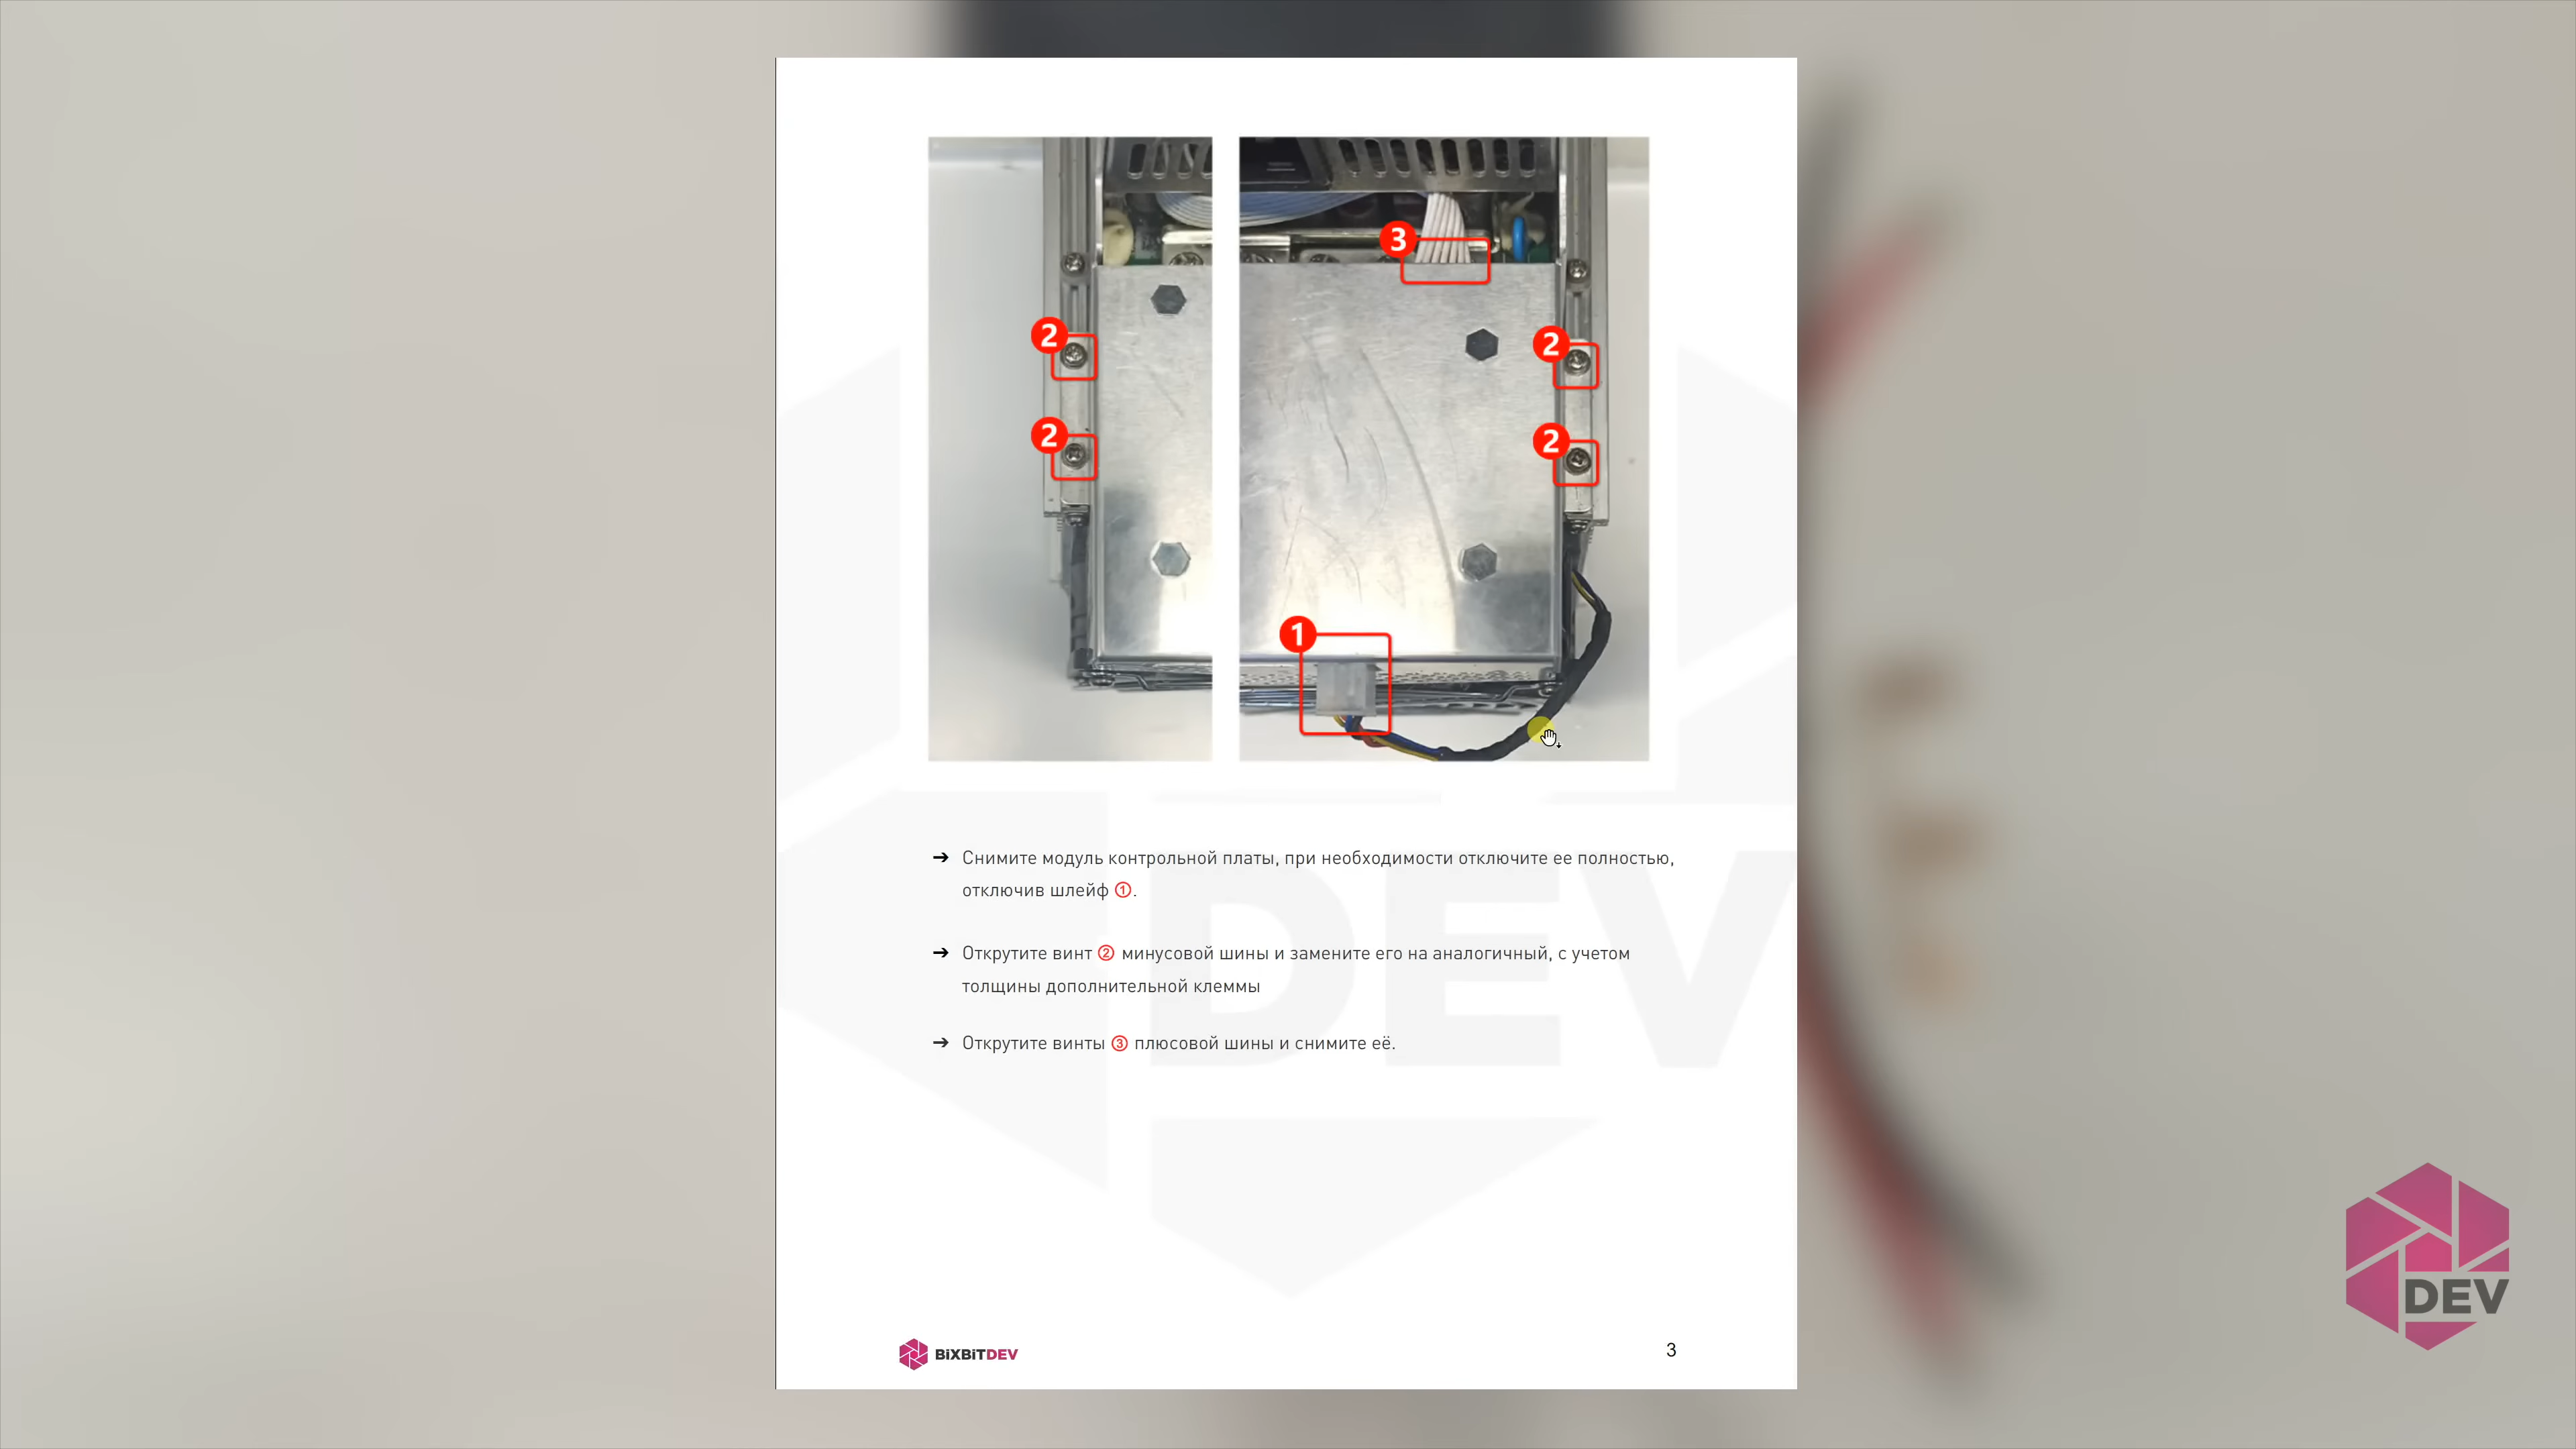 3
2
2
2
2
1
➔ Снимите модуль контрольной платы, при необходимости отключите ее полностью,
отключив шлейф ①.
➔ Открутите винт ② минусовой шины и замените его на аналогичный, с учетом
толщины дополнительной клеммы
➔ Открутите винты ③ плюсовой шины и снимите её.
DEV
BiXBiTDEV
3
DEV